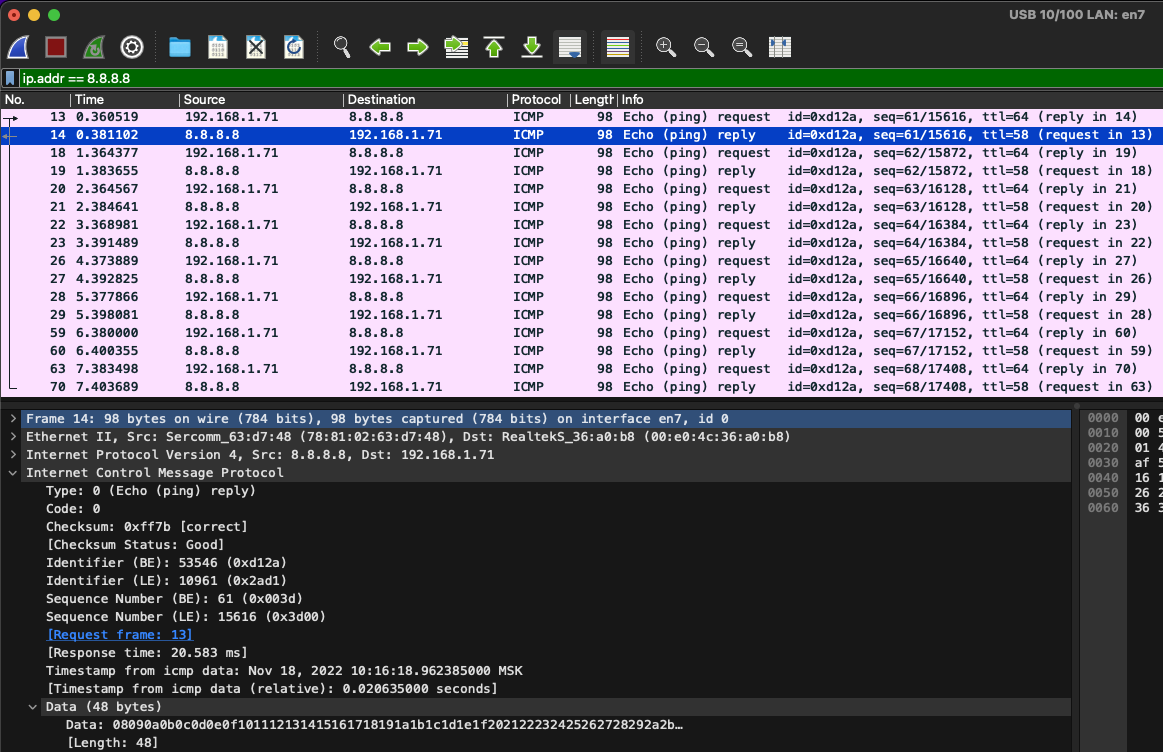 USB 10/100 LAN: en7
ip.addr == 8.8.8.8
No. Time Source Destination Protocol Length Info
13 0.360519 192.168.1.71 8.8.8.8 ICMP 98 Echo (ping) request id=0xd12a, seq=61/15616, ttl=64 (reply in 14)
14 0.381102 8.8.8.8 192.168.1.71 ICMP 98 Echo (ping) reply id=0xd12a, seq=61/15616, ttl=58 (request in 13)
18 1.364377 192.168.1.71 8.8.8.8 ICMP 98 Echo (ping) request id=0xd12a, seq=62/15872, ttl=64 (reply in 19)
19 1.383655 8.8.8.8 192.168.1.71 ICMP 98 Echo (ping) reply id=0xd12a, seq=62/15872, ttl=58 (request in 18)
20 2.364567 192.168.1.71 8.8.8.8 ICMP 98 Echo (ping) request id=0xd12a, seq=63/16128, ttl=64 (reply in 21)
21 2.384641 8.8.8.8 192.168.1.71 ICMP 98 Echo (ping) reply id=0xd12a, seq=63/16128, ttl=58 (request in 20)
22 3.368981 192.168.1.71 8.8.8.8 ICMP 98 Echo (ping) request id=0xd12a, seq=64/16384, ttl=64 (reply in 23)
23 3.391489 8.8.8.8 192.168.1.71 ICMP 98 Echo (ping) reply id=0xd12a, seq=64/16384, ttl=58 (request in 22)
26 4.373889 192.168.1.71 8.8.8.8 ICMP 98 Echo (ping) request id=0xd12a, seq=65/16640, ttl=64 (reply in 27)
27 4.392825 8.8.8.8 192.168.1.71 ICMP 98 Echo (ping) reply id=0xd12a, seq=65/16640, ttl=58 (request in 26)
28 5.377866 192.168.1.71 8.8.8.8 ICMP 98 Echo (ping) request id=0xd12a, seq=66/16896, ttl=64 (reply in 29)
29 5.398081 8.8.8.8 192.168.1.71 ICMP 98 Echo (ping) reply id=0xd12a, seq=66/16896, ttl=58 (request in 28)
59 6.380000 192.168.1.71 8.8.8.8 ICMP 98 Echo (ping) request id=0xd12a, seq=67/17152, ttl=64 (reply in 60)
60 6.400355 8.8.8.8 192.168.1.71 ICMP 98 Echo (ping) reply id=0xd12a, seq=67/17152, ttl=58 (request in 59)
63 7.383498 192.168.1.71 8.8.8.8 ICMP 98 Echo (ping) request id=0xd12a, seq=68/17408, ttl=64 (reply in 70)
70 7.403689 8.8.8.8 192.168.1.71 ICMP 98 Echo (ping) reply id=0xd12a, seq=68/17408, ttl=58 (request in 63)
Frame 14: 98 bytes on wire (784 bits), 98 bytes captured (784 bits) on interface en7, id 0
Ethernet II, Src: Sercomm_63:d7:48 (78:81:02:63:d7:48), Dst: RealtekS_36:a0:b8 (00:e0:4c:36:a0:b8)
Internet Protocol Version 4, Src: 8.8.8.8, Dst: 192.168.1.71
Internet Control Message Protocol
Type: 0 (Echo (ping) reply)
Code: 0
Checksum: 0xff7b [correct]
[Checksum Status: Good]
Identifier (BE): 53546 (0xd12a)
Identifier (LE): 10961 (0x2ad1)
Sequence Number (BE): 61 (0x003d)
Sequence Number (LE): 15616 (0x3d00)
[Request frame: 13]
[Response time: 20.583 ms]
Timestamp from icmp data: Nov 18, 2022 10:16:18.962385000 MSK
[Timestamp from icmp data (relative): 0.020635000 seconds]
Data (48 bytes)
Data: 08090a0b0c0d0e0f101112131415161718191a1b1c1d1e1f202122232425262728292a2b…
[Length: 48]
0000 00
0010 00
0020 01
0030 af
0040 16
0050 26
0060 36